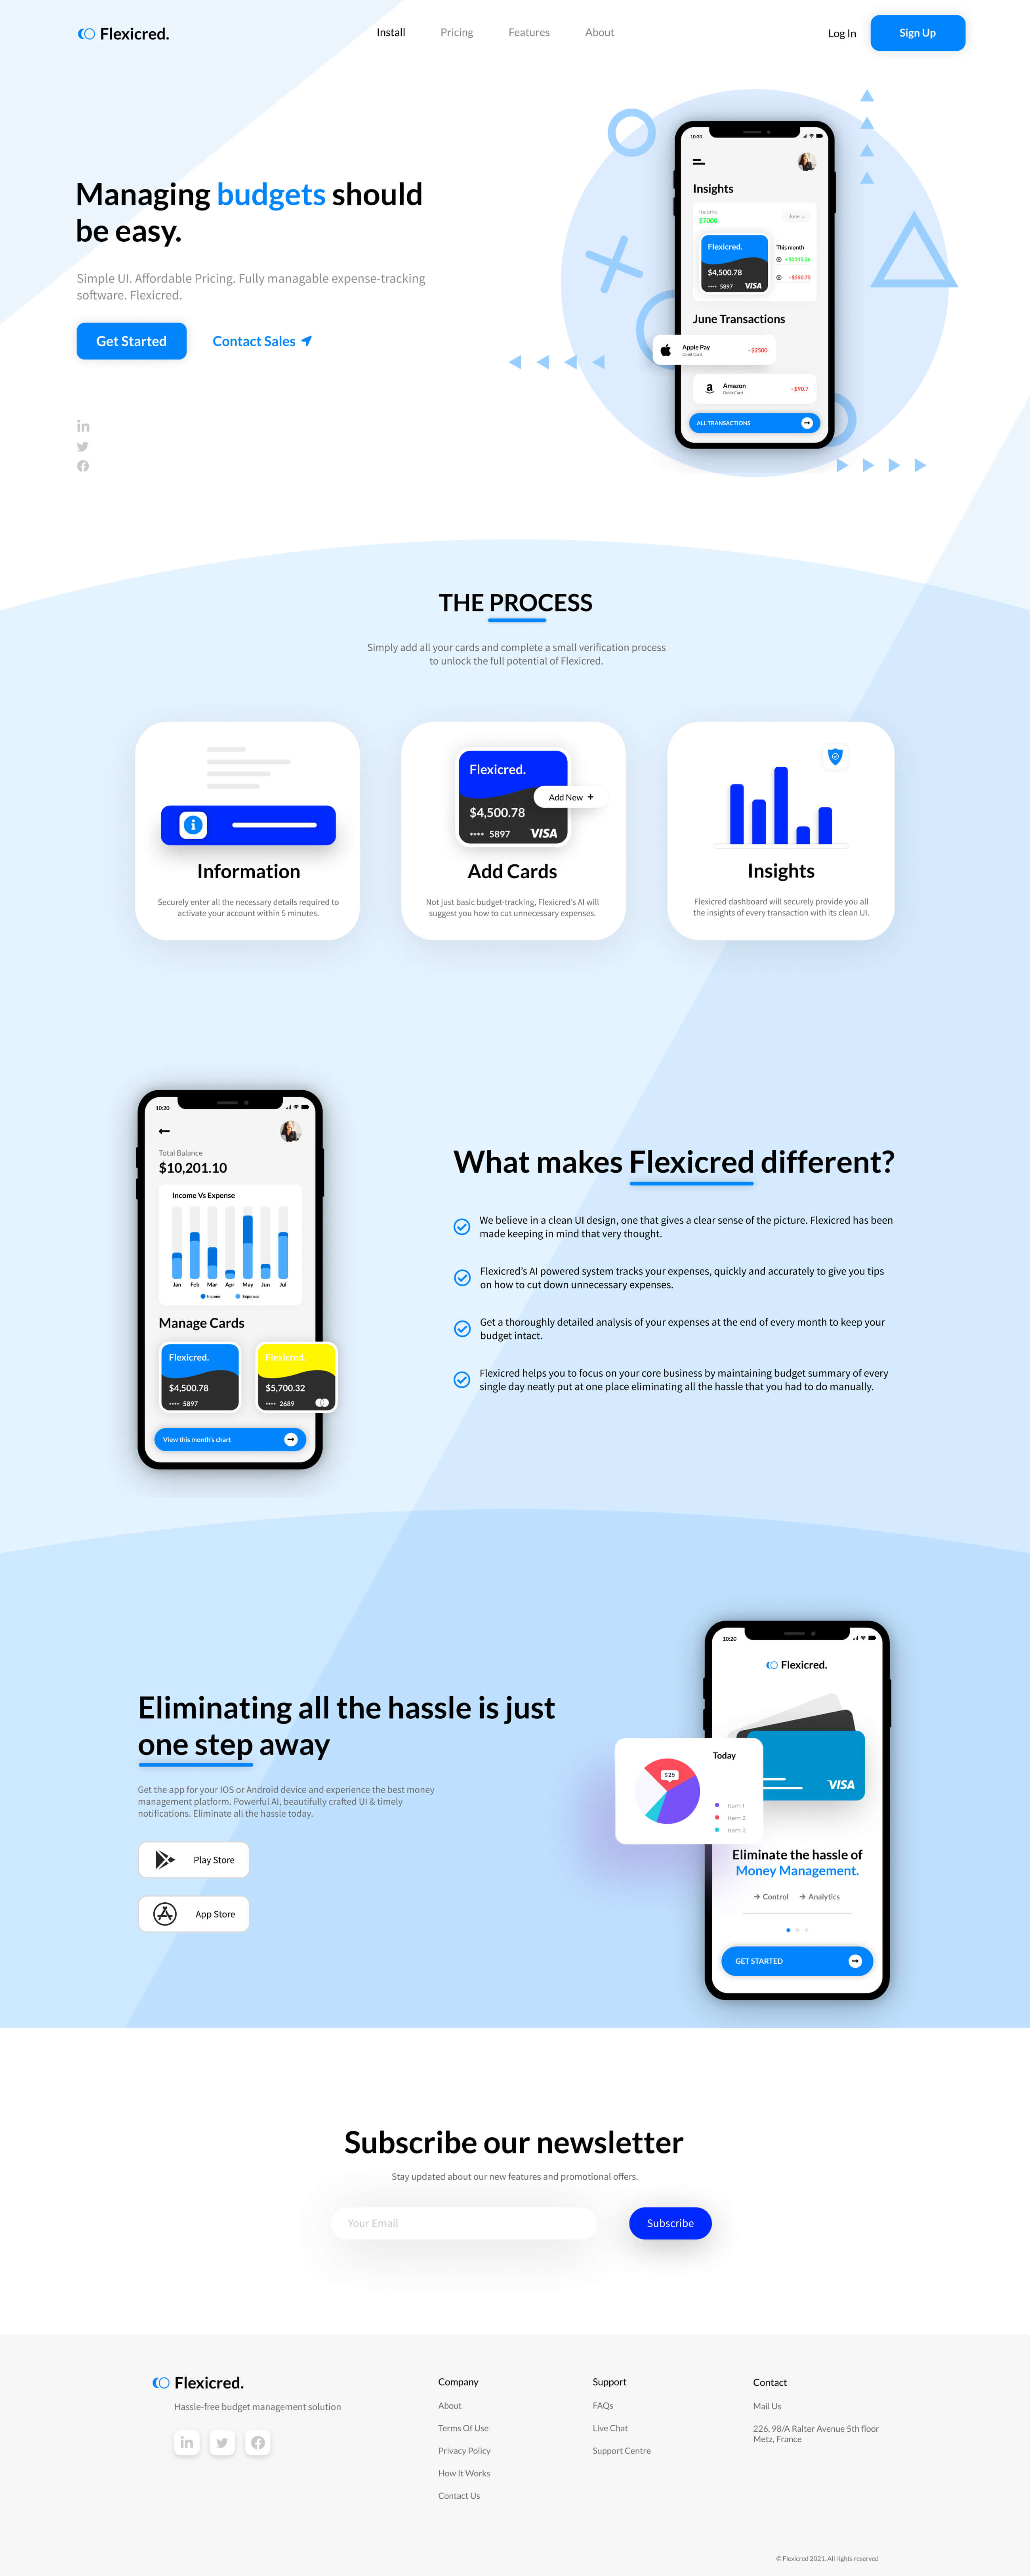 Flexicred.
Install
Pricing
Features
About
Log In
Sign Up
Managing budgets should
be easy.
Simple UI. Affordable Pricing. Fully managable expense-tracking
software. Flexicred.
Get Started
Contact Sales
10:20
Insights
Income
$7000
June
Flexicred.
$4,500.78
**** 5897
VISA
This month
- $550.75
June Transactions
Apple Pay
Debit Card
- $2500
Amazon
Debit Card
- $90.7
ALL TRANSACTIONS
THE PROCESS
Simply add all your cards and complete a small verification process
to unlock the full potential of Flexicred.
Information
Securely enter all the necessary details required to
activate your account within 5 minutes.
Flexicred.
Add New +
$4,500.78
**** 5897
VISA
Add Cards
Not just basic budget-tracking, Flexicred's AI will
suggest you how to cut unnecessary expenses.
Insights
Flexicred dashboard will securely provide you all
the insights of every transaction with its clean UI.
10:20
Total Balance
$10,201.10
Income Vs Expense
Jan Feb Mar Apr May Jun Jul
Income
Expenses
Manage Cards
Flexicred.
$4,500.78
**** 5897
Flexicred.
$5,700.32
**** 2689
View this month's chart
What makes Flexicred different?
We believe in a clean UI design, one that gives a clear sense of the picture. Flexicred has been
made keeping in mind that very thought.
Flexicred's AI powered system tracks your expenses, quickly and accurately to give you tips
on how to cut down unnecessary expenses.
Get a thoroughly detailed analysis of your expenses at the end of every month to keep your
budget intact.
Flexicred helps you to focus on your core business by maintaining budget summary of every
single day neatly put at one place eliminating all the hassle that you had to do manually.
Eliminating all the hassle is just
one step away
Get the app for your IOS or Android device and experience the best money
management platform. Powerful AI, beautifully crafted UI & timely
notifications. Eliminate all the hassle today.
Play Store
App Store
10:20
Flexicred.
VISA
Today
$25
Item 1
Item 2
Item 3
Eliminate the hassle of
Money Management.
Control
Analytics
GET STARTED
Subscribe our newsletter
Stay updated about our new features and promotional offers.
Your Email
Subscribe
Flexicred.
Hassle-free budget management solution
Company
About
Terms Of Use
Privacy Policy
How It Works
Contact Us
Support
FAQs
Live Chat
Support Centre
Contact
Mail Us
226, 98/A Ralter Avenue 5th floor
Metz, France
© Flexicred 2021. All rights reserved